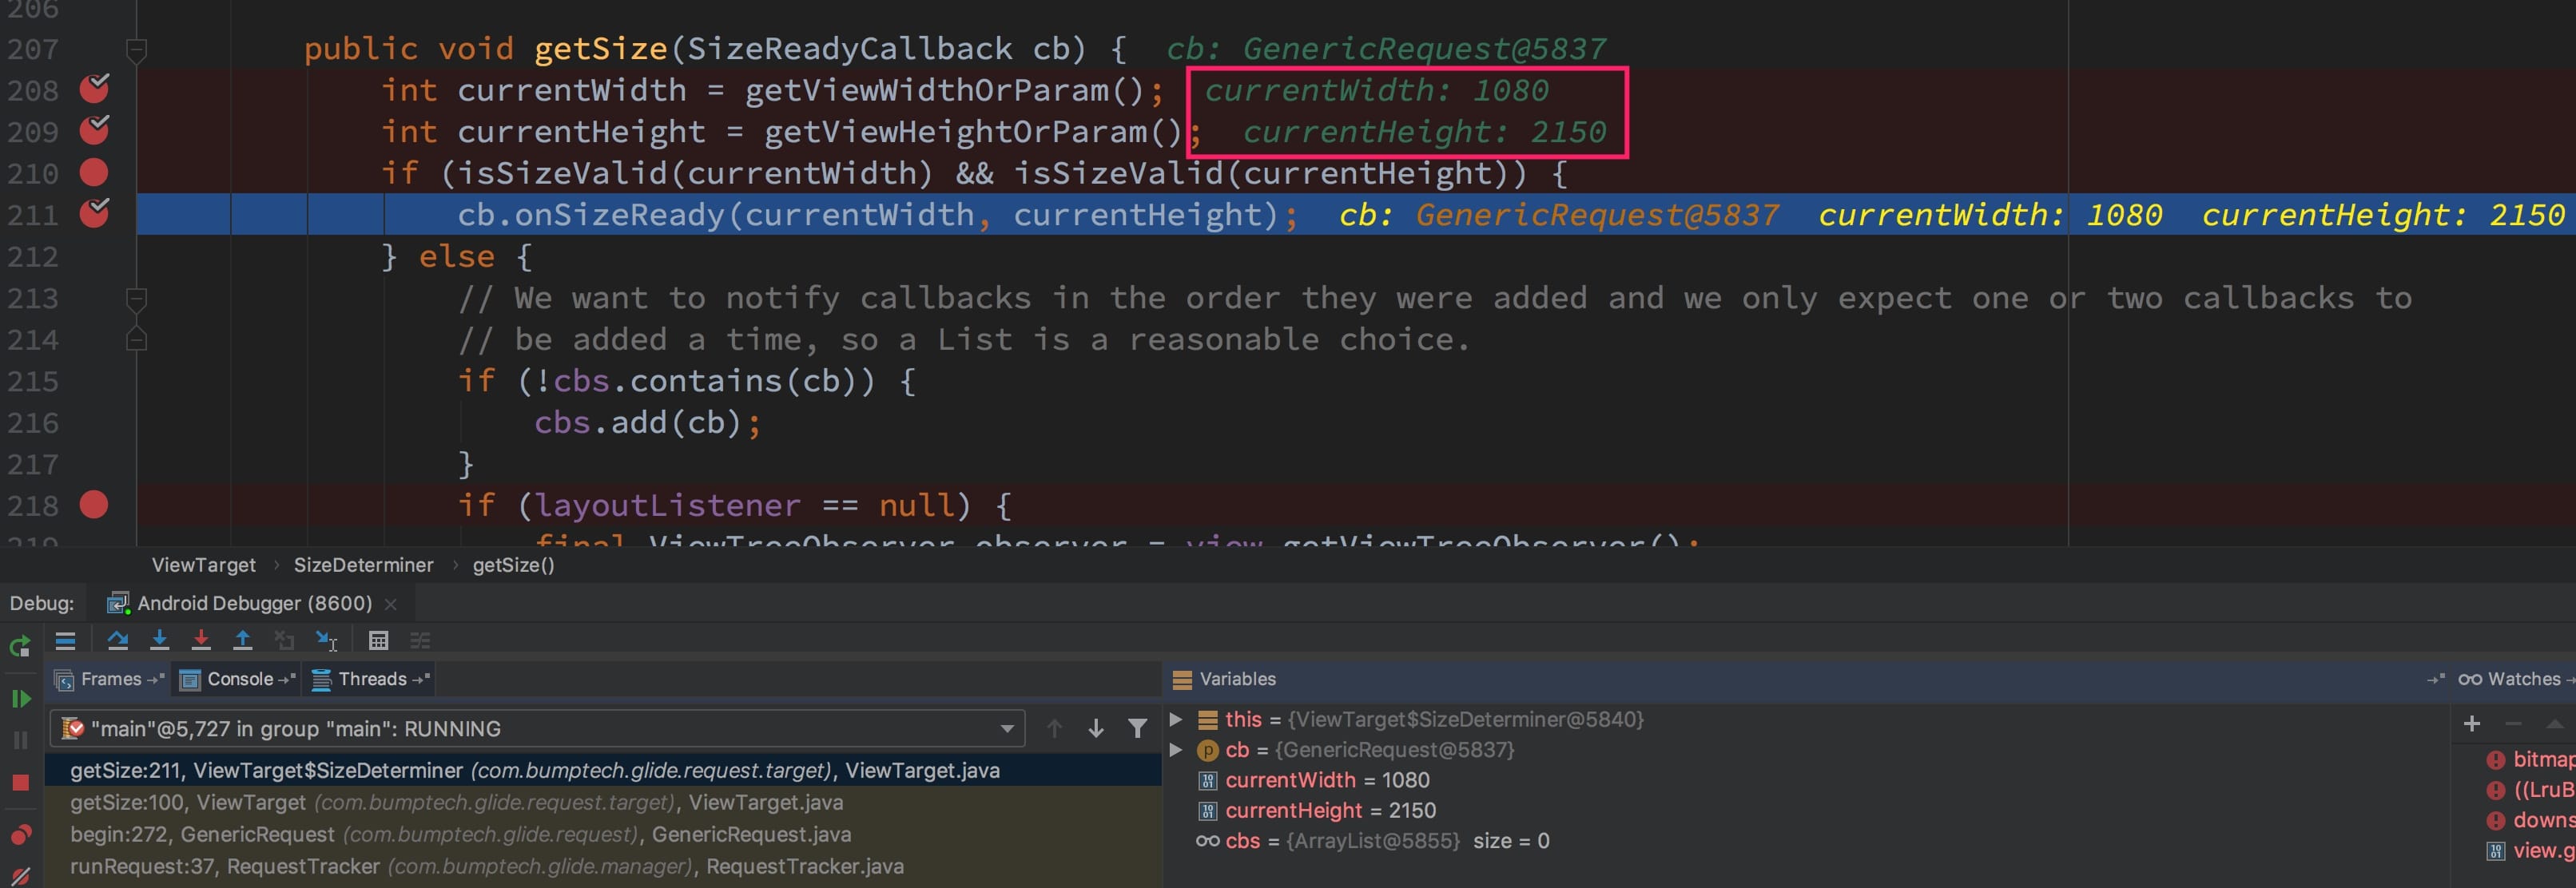 206
207 public void getSize(SizeReadyCallback cb) { cb: GenericRequest@5837
208 int currentWidth = getViewWidthOrParam(); currentWidth: 1080
209 int currentHeight = getViewHeightOrParam(); currentHeight: 2150
210 if (isSizeValid(currentWidth) && isSizeValid(currentHeight)) {
211 cb.onSizeReady(currentWidth, currentHeight); cb: GenericRequest@5837 currentWidth: 1080 currentHeight: 2150
212 } else {
213 // We want to notify callbacks in the order they were added and we only expect one or two callbacks to
214 // be added a time, so a List is a reasonable choice.
215 if (!cbs.contains(cb)) {
216 cbs.add(cb);
217 }
218 if (layoutListener == null) {
219 final ViewTreeObserver observer = view.getViewTreeObserver();
ViewTarget › SizeDeterminer › getSize()
Debug: Android Debugger (8600)
Frames Console Threads
Variables
Watches
"main"@5,727 in group "main": RUNNING
getSize:211, ViewTarget$SizeDeterminer (com.bumptech.glide.request.target), ViewTarget.java
getSize:100, ViewTarget (com.bumptech.glide.request.target), ViewTarget.java
begin:272, GenericRequest (com.bumptech.glide.request), GenericRequest.java
runRequest:37, RequestTracker (com.bumptech.glide.manager), RequestTracker.java
this = {ViewTarget$SizeDeterminer@5840}
cb = {GenericRequest@5837}
currentWidth = 1080
currentHeight = 2150
cbs = {ArrayList@5855} size = 0
bitmap
((LruB
downs
view.g